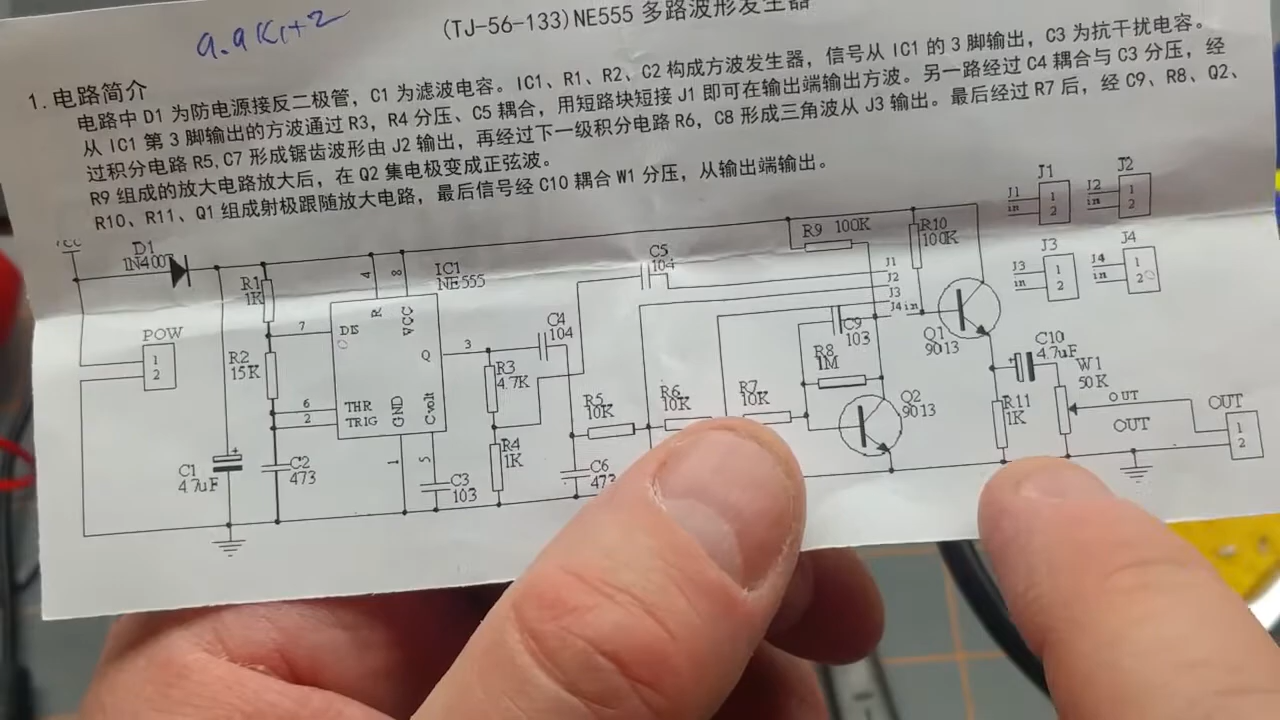 a.aK1+2
(TJ-56-133)NE555 多路波形发生器
1. 电路简介
电路中 D1 为防电源接反二极管，C1 为滤波电容。IC1、R1、R2、C2 构成方波发生器，信号从 IC1 的 3 脚输出，C3 为抗干扰电容。
从 IC1 第 3 脚输出的方波通过 R3，R4 分压、C5 耦合，用短路块短接 J1 即可在输出端输出方波。另一路经过 C4 耦合与 C3 分压，经
过积分电路 R5,C7 形成锯齿波形由 J2 输出，再经过下一级积分电路 R6，C8 形成三角波从 J3 输出。最后经过 R7 后，经 C9、R8、Q2、
R9 组成的放大电路放大后，在 Q2 集电极变成正弦波。
R10、R11、Q1 组成射极跟随放大电路，最后信号经 C10 耦合 W1 分压，从输出端输出。
D1
1N4007
POW
1
2
R1
1K
R2
15K
C1
4.7uF
C2
473
7
6
2
4
8
IC1
NE555
R
VCC
DIS
Q
THR
TRIG
GND
Cvolt
1
5
3
C3
103
R3
4.7K
R4
1K
C4
104
C5
104
R5
10K
C6
473
R6
10K
R7
10K
R8
1M
C9
103
R9 100K
R10
100K
J1
J2
J3
J4 in
Q1
9013
Q2
9013
R11
1K
C10
4.7uF
W1
50K
OUT
OUT
OUT
1
2
J1
J1
in
1
2
J2
J2
in
1
2
J3
J3
in
1
2
J4
J4
in
1
2